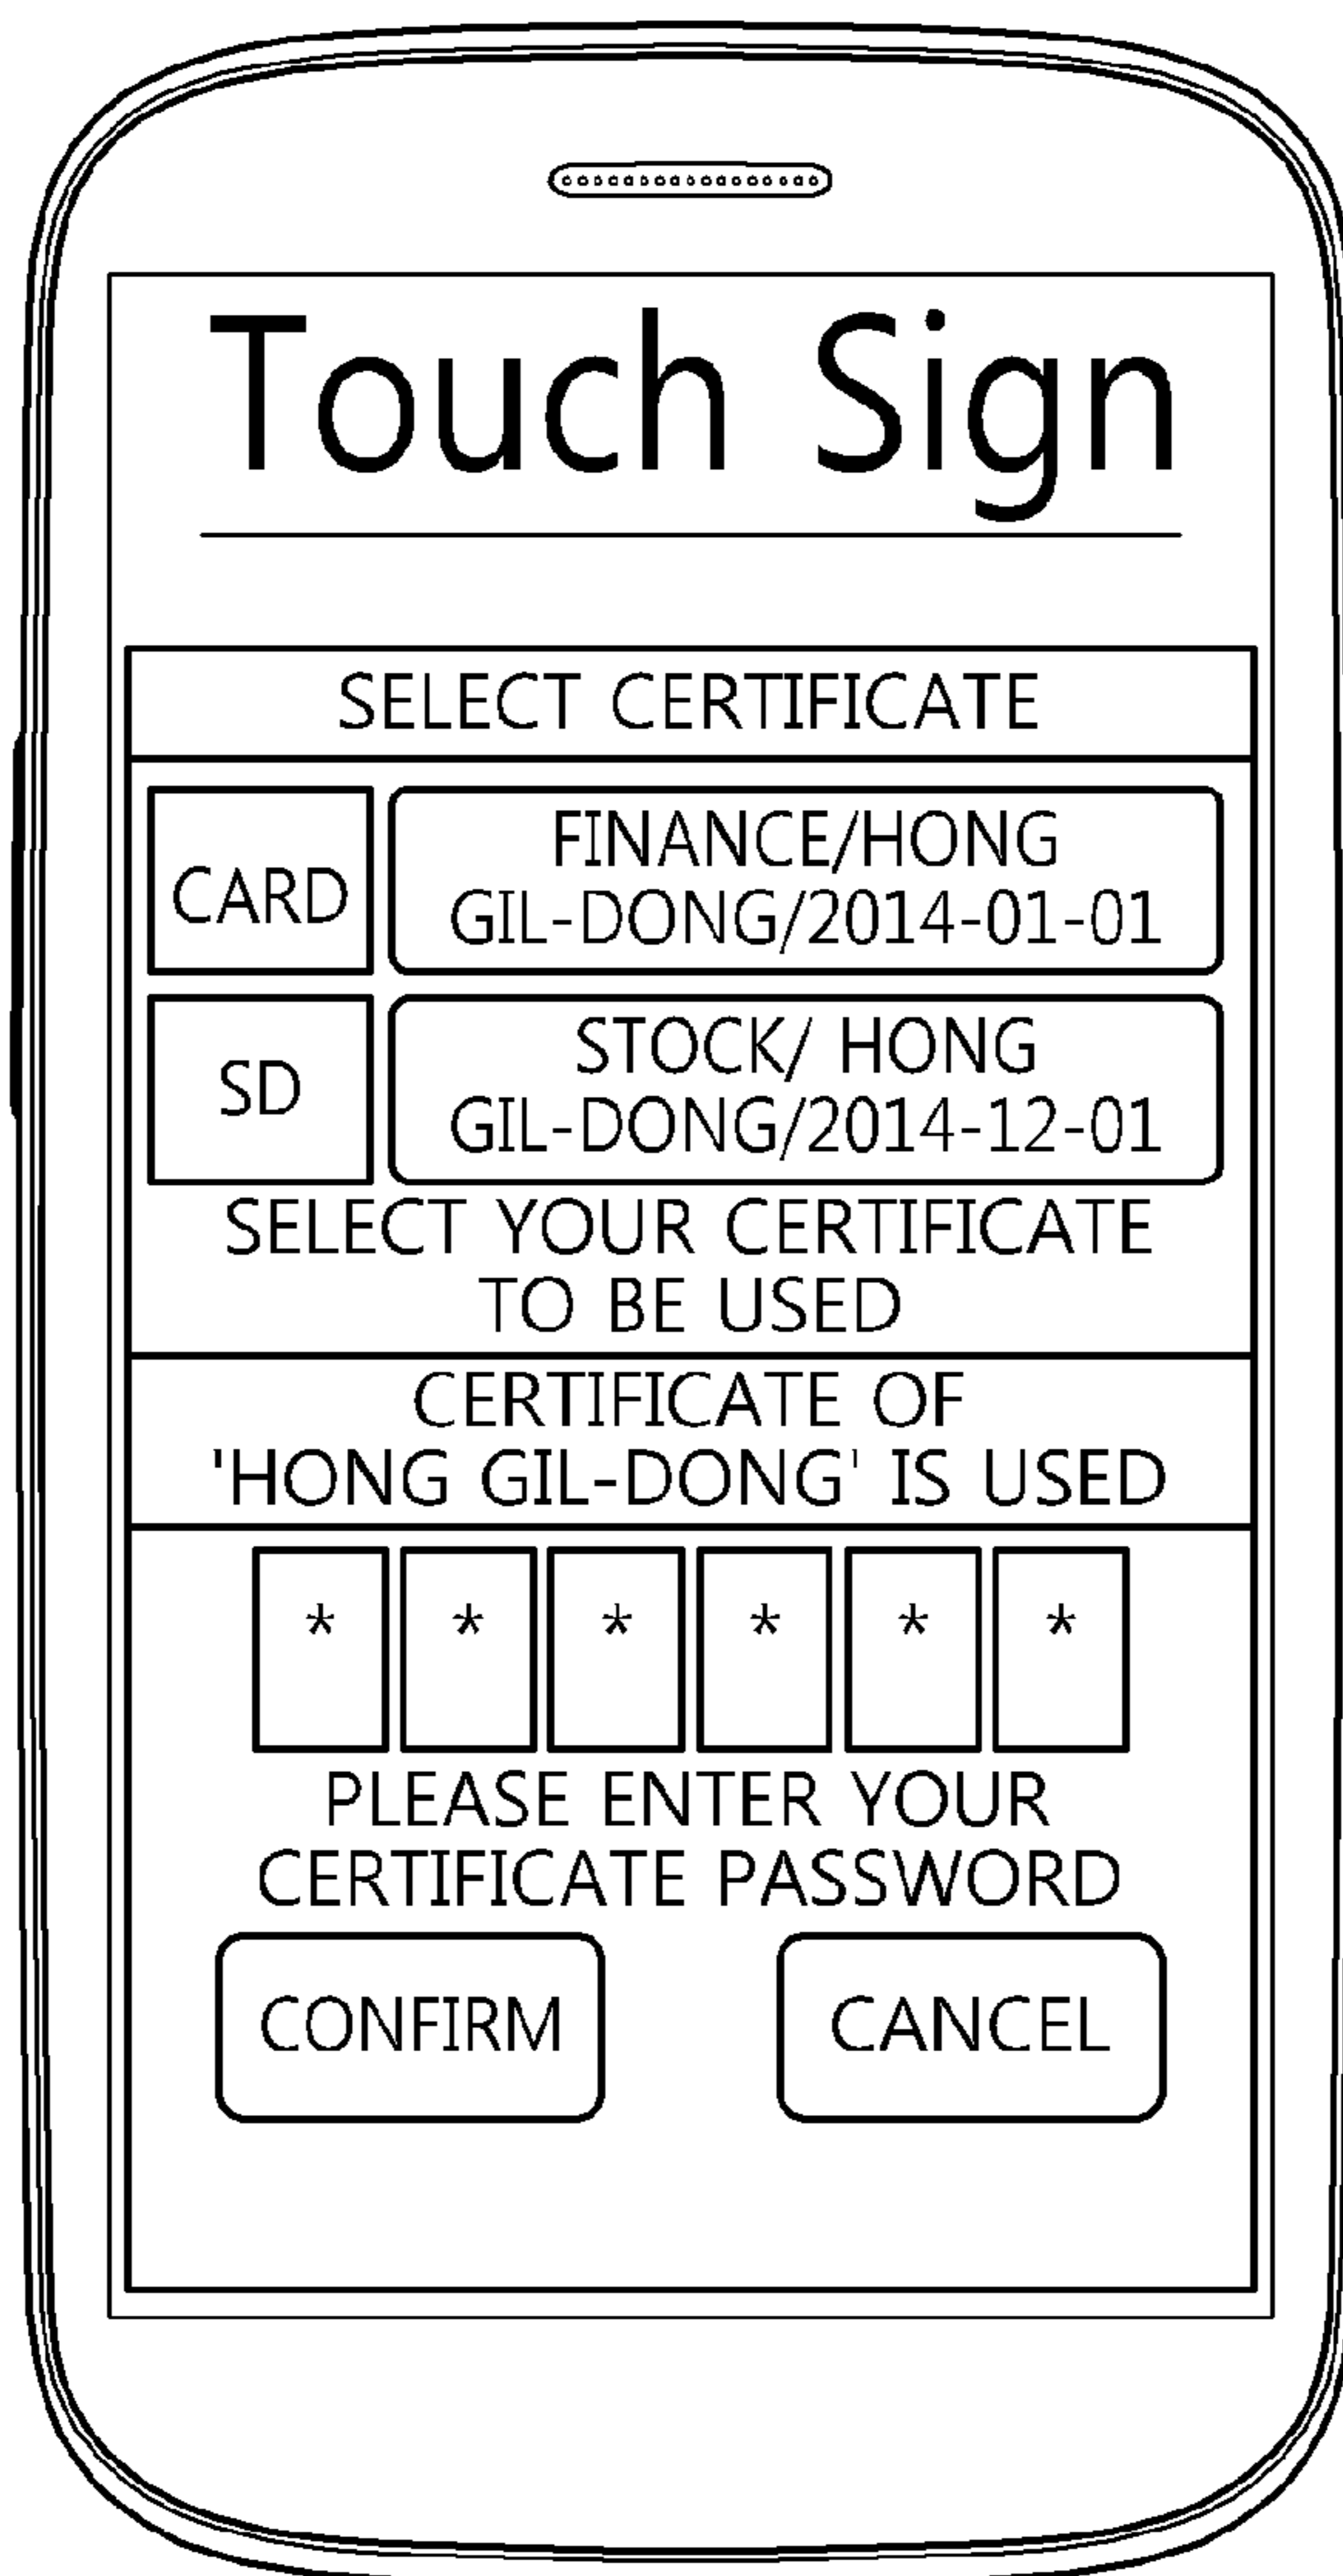 Touch Sign
SELECT CERTIFICATE
CARD
FINANCE/HONG
GIL-DONG/2014-01-01
SD
STOCK/ HONG
GIL-DONG/2014-12-01
SELECT YOUR CERTIFICATE
TO BE USED
CERTIFICATE OF
'HONG GIL-DONG' IS USED
* * * * * *
PLEASE ENTER YOUR
CERTIFICATE PASSWORD
CONFIRM CANCEL